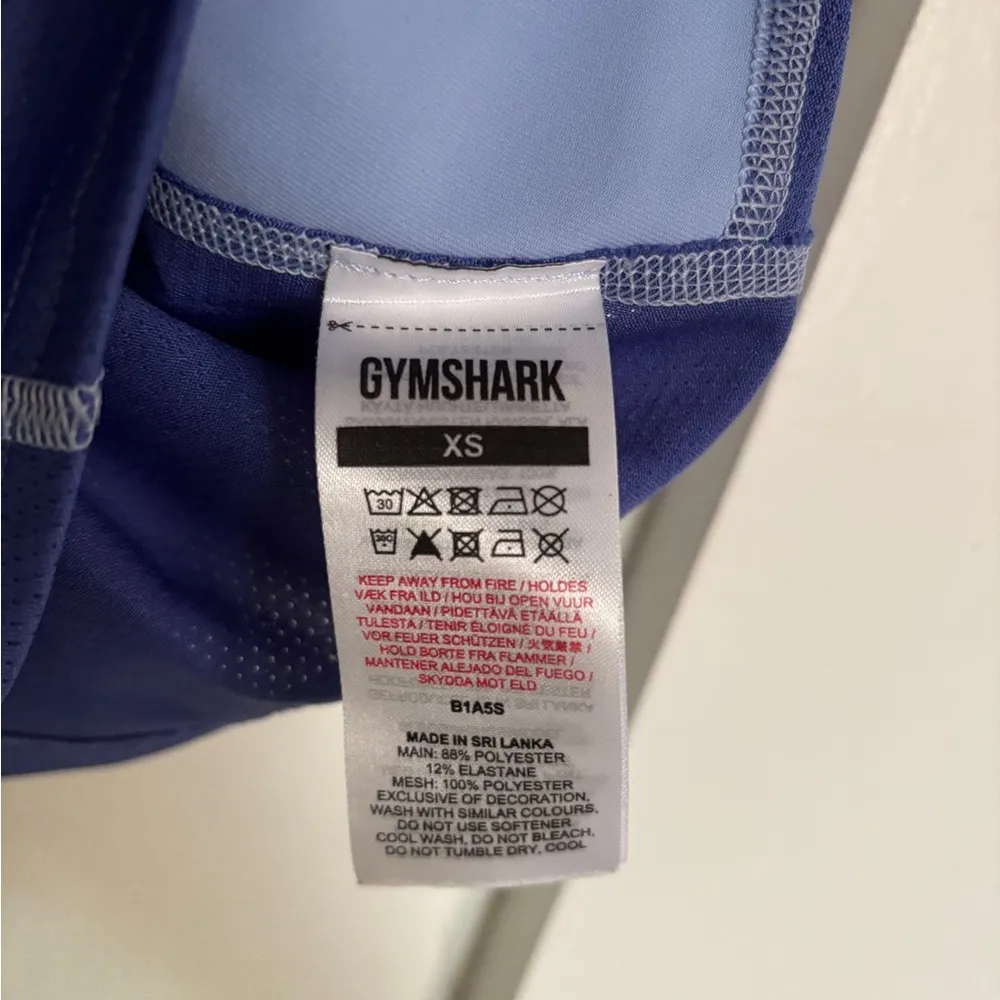 GYMSHARK
XS
30
30C
KEEP AWAY FROM FIRE / HOLDES
VÆK FRA ILD / HOU BIJ OPEN VUUR
VANDAAN / PIDETTÄVÄ ETÄÄLLÄ
TULESTA / TENIR ÉLOIGNÉ DU FEU /
VOR FEUER SCHÜTZEN / 火気厳禁 /
HOLD BORTE FRA FLAMMER /
MANTENER ALEJADO DEL FUEGO /
SKYDDA MOT ELD
B1A5S
MADE IN SRI LANKA
MAIN: 88% POLYESTER
12% ELASTANE
MESH: 100% POLYESTER
EXCLUSIVE OF DECORATION.
WASH WITH SIMILAR COLOURS.
DO NOT USE SOFTENER
COOL WASH, DO NOT BLEACH.
DO NOT TUMBLE DRY, COOL